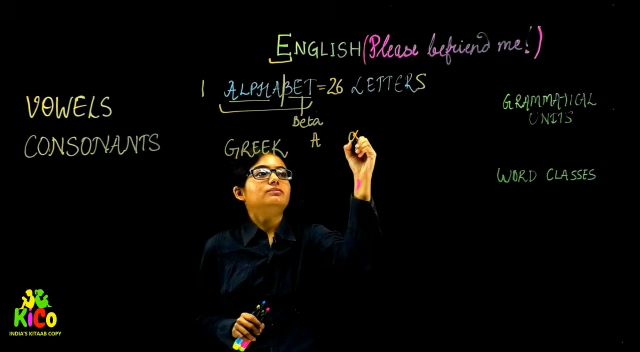 ENGLISH (Please befriend me!)
1 ALPHABET = 26 LETTERS
Beta
A α
GREEK
VOWELS
CONSONANTS
GRAMMATICAL
UNITS
WORD CLASSES
KiCo
INDIA'S KITAAB COPY